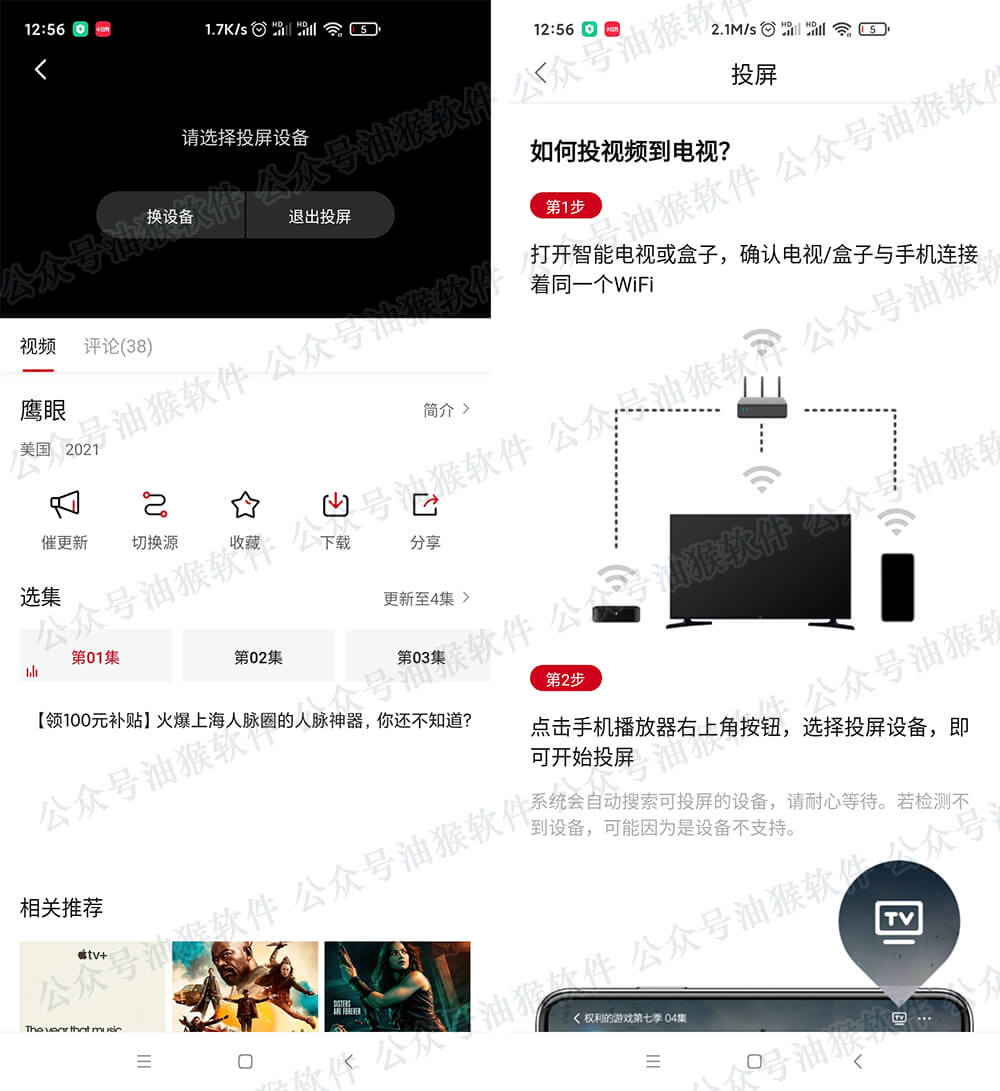 12:56
1.7K/s
HD
HD
5
请选择投屏设备
换设备
退出投屏
视频
评论(38)
鹰眼
简介
美国 2021
催更新
切换源
收藏
下载
分享
选集
更新至4集
第01集
第02集
第03集
【领100元补贴】火爆上海人脉圈的人脉神器，你还不知道?
相关推荐
tv+
The year that music
SISTERS
ARE FOREVER
12:56
2.1M/s
HD
HD
5
投屏
如何投视频到电视?
第1步
打开智能电视或盒子，确认电视/盒子与手机连接
着同一个WiFi
第2步
点击手机播放器右上角按钮，选择投屏设备，即
可开始投屏
系统会自动搜索可投屏的设备，请耐心等待。若检测不
到设备，可能因为是设备不支持。
TV
权利的游戏第七季 04集
TV
公众号油猴软件